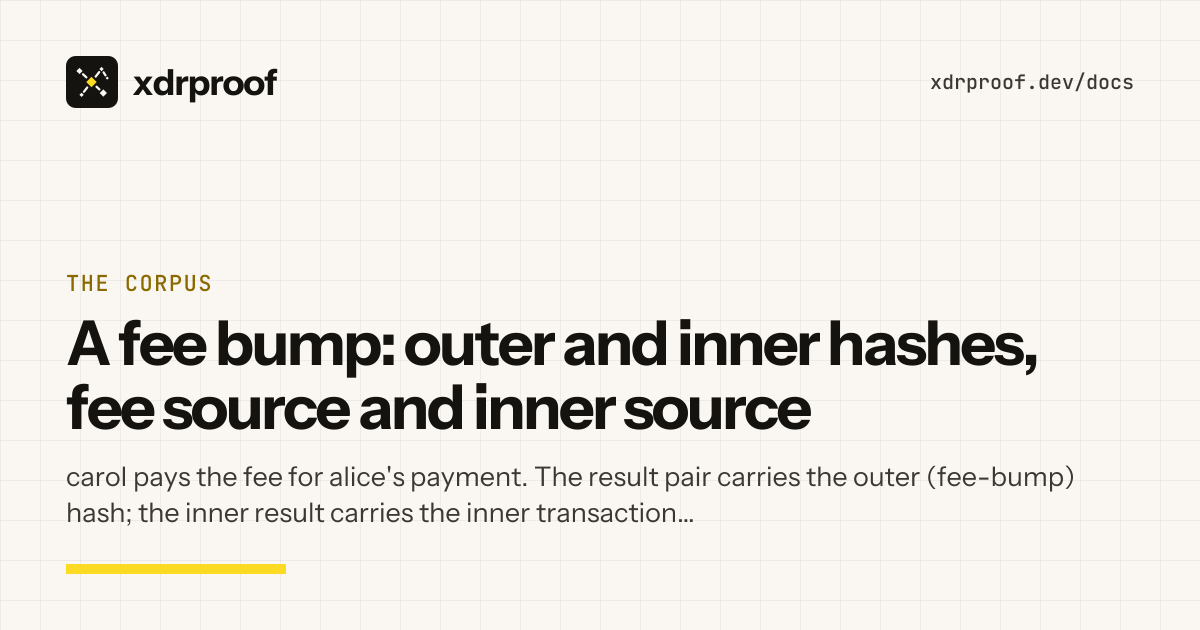 xdrproof
xdrproof.dev/docs
THE CORPUS
A fee bump: outer and inner hashes,
fee source and inner source
carol pays the fee for alice's payment. The result pair carries the outer (fee-bump)
hash; the inner result carries the inner transaction…